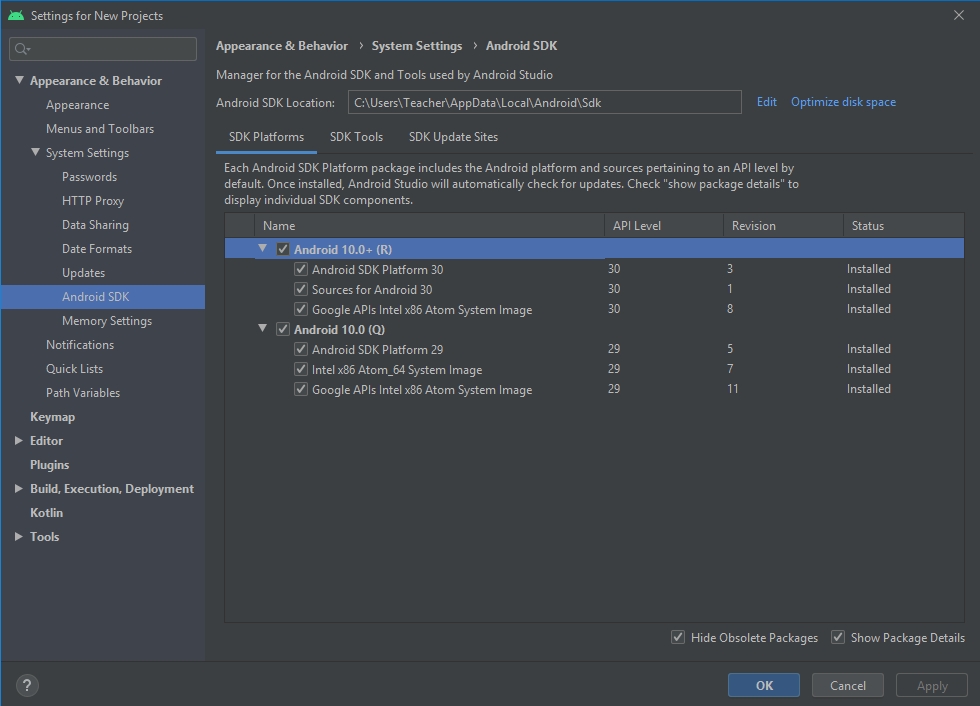 Settings for New Projects
Appearance & Behavior
Appearance
Menus and Toolbars
System Settings
Passwords
HTTP Proxy
Data Sharing
Date Formats
Updates
Android SDK
Memory Settings
Notifications
Quick Lists
Path Variables
Keymap
Editor
Plugins
Build, Execution, Deployment
Kotlin
Tools
Appearance & Behavior › System Settings › Android SDK
Manager for the Android SDK and Tools used by Android Studio
Android SDK Location: C:\Users\Teacher\AppData\Local\Android\Sdk Edit Optimize disk space
SDK Platforms SDK Tools SDK Update Sites
Each Android SDK Platform package includes the Android platform and sources pertaining to an API level by
default. Once installed, Android Studio will automatically check for updates. Check "show package details" to
display individual SDK components.
Name API Level Revision Status
Android 10.0+ (R)
Android SDK Platform 30 30 3 Installed
Sources for Android 30 30 1 Installed
Google APIs Intel x86 Atom System Image 30 8 Installed
Android 10.0 (Q)
Android SDK Platform 29 29 5 Installed
Intel x86 Atom_64 System Image 29 7 Installed
Google APIs Intel x86 Atom System Image 29 11 Installed
Hide Obsolete Packages Show Package Details
? OK Cancel Apply